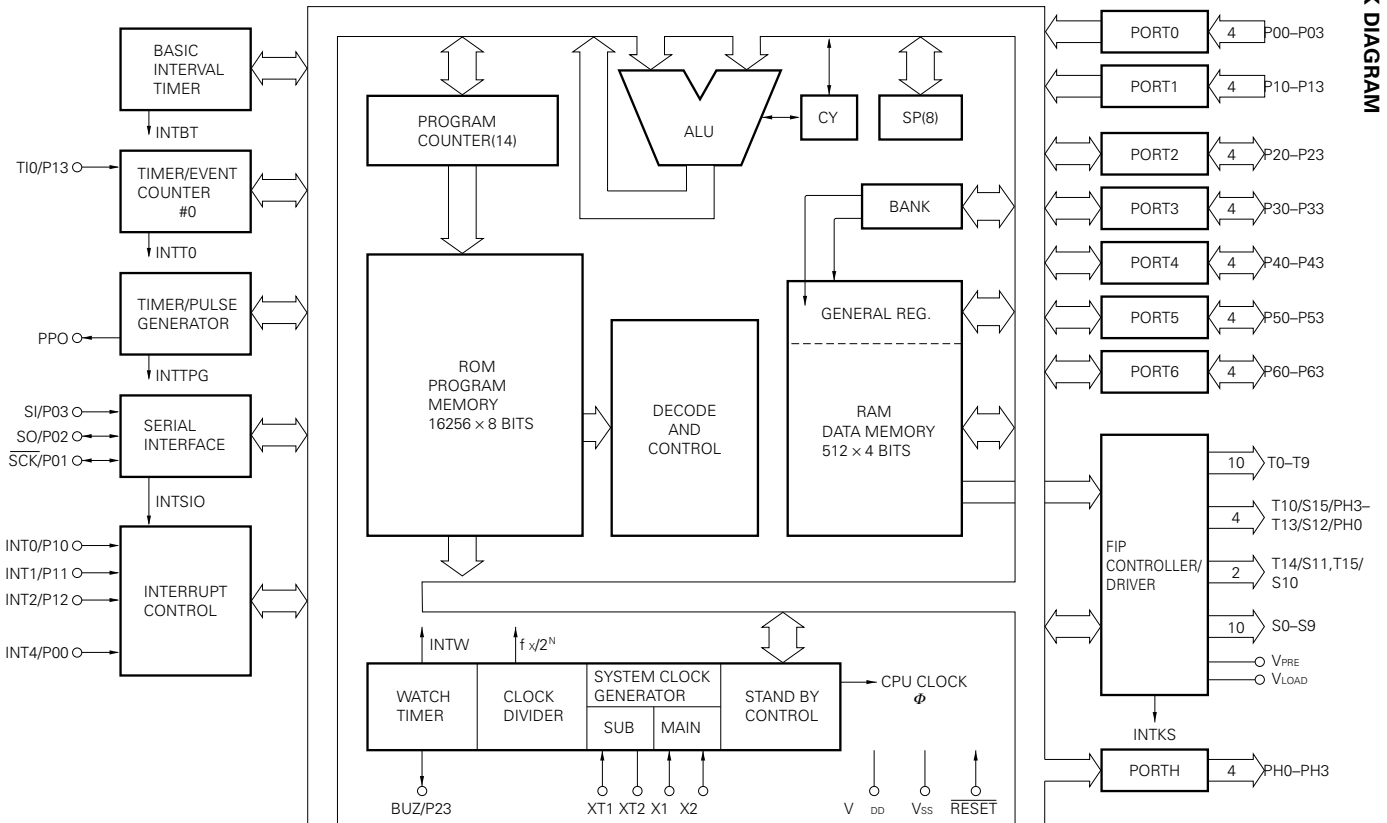 K DIAGRAM
BASIC
INTERVAL
TIMER
INTBT
TI0/P13
TIMER/EVENT
COUNTER
#0
INTT0
TIMER/PULSE
GENERATOR
PPO
INTTPG
SI/P03
SO/P02
SCK/P01
SERIAL
INTERFACE
INTSIO
INT0/P10
INT1/P11
INT2/P12
INT4/P00
INTERRUPT
CONTROL
PROGRAM
COUNTER(14)
ALU
CY
SP(8)
BANK
ROM
PROGRAM
MEMORY
16256 × 8 BITS
DECODE
AND
CONTROL
GENERAL REG.
RAM
DATA MEMORY
512 × 4 BITS
INTW
f x/2^N
WATCH
TIMER
CLOCK
DIVIDER
SYSTEM CLOCK
GENERATOR
SUB
MAIN
STAND BY
CONTROL
CPU CLOCK
Φ
BUZ/P23
XT1 XT2 X1 X2
V DD
VSS
RESET
PORT0
4
P00–P03
PORT1
4
P10–P13
PORT2
4
P20–P23
PORT3
4
P30–P33
PORT4
4
P40–P43
PORT5
4
P50–P53
PORT6
4
P60–P63
FIP
CONTROLLER/
DRIVER
10
T0–T9
4
T10/S15/PH3–
T13/S12/PH0
2
T14/S11,T15/
S10
10
S0–S9
VPRE
VLOAD
INTKS
PORTH
4
PH0–PH3